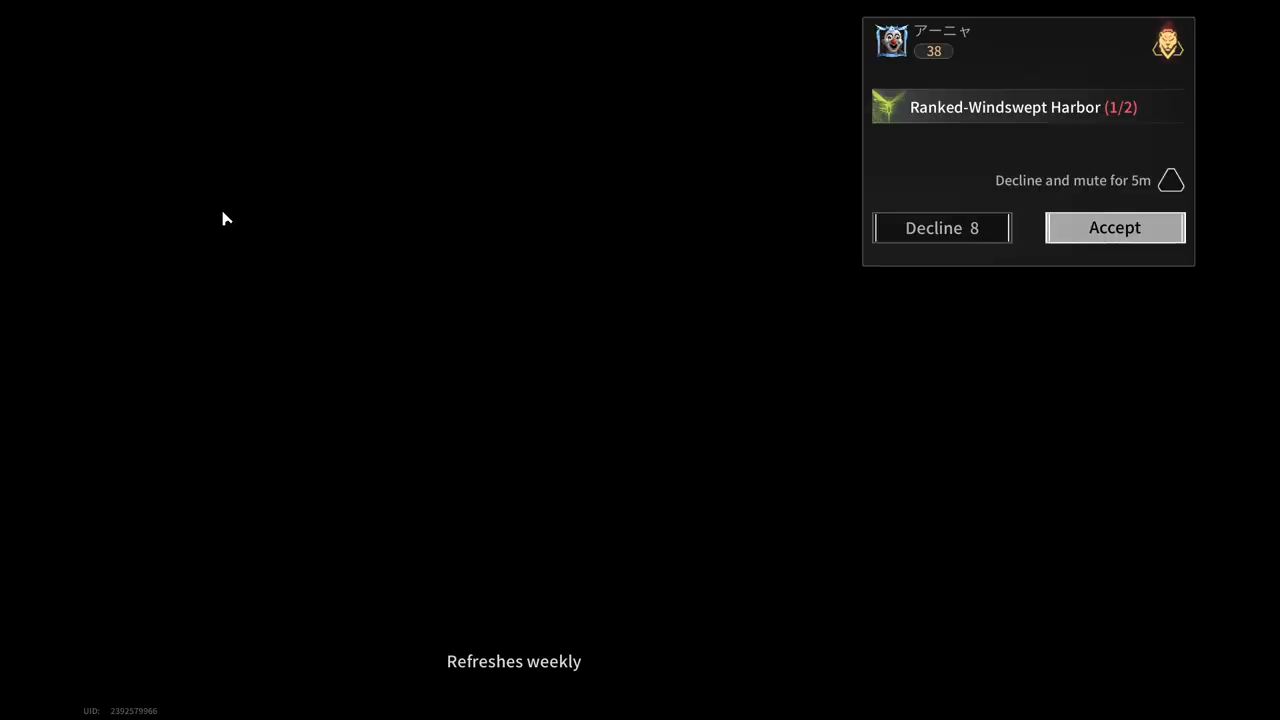 アーニャ
38
Ranked-Windswept Harbor (1/2)
Decline and mute for 5m
Decline 8
Accept
Refreshes weekly
UID: 2392579966